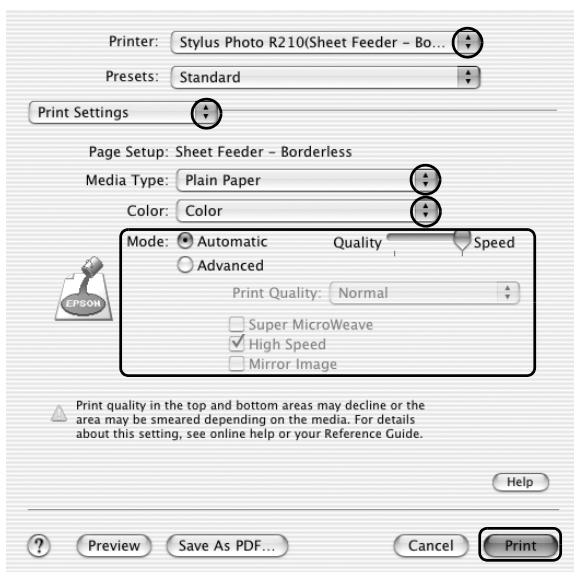 Printer: Stylus Photo R210(Sheet Feeder – Bo...
Presets: Standard
Print Settings
Page Setup: Sheet Feeder – Borderless
Media Type: Plain Paper
Color: Color
Mode: Automatic Quality Speed
Advanced
Print Quality: Normal
Super MicroWeave
High Speed
Mirror Image
EPSON
Print quality in the top and bottom areas may decline or the
area may be smeared depending on the media. For details
about this setting, see online help or your Reference Guide.
Help
? Preview Save As PDF... Cancel Print